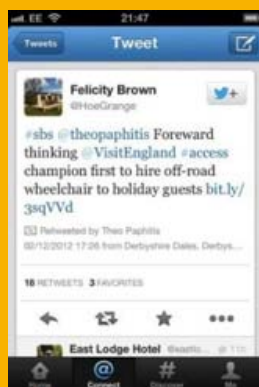 EE 21:47
Tweets Tweet
Felicity Brown
@HoeGrange
#sbs @theopaphitis Foreward
thinking @VisitEngland #access
champion first to hire off-road
wheelchair to holiday guests bit.ly/
3sqVVd
Retweeted by Theo Paphitis
02/12/2012 17:26 from Derbyshire Dales, Derbys...
18 RETWEETS 3 FAVORITES
East Lodge Hotel
Home Connect Discover Me